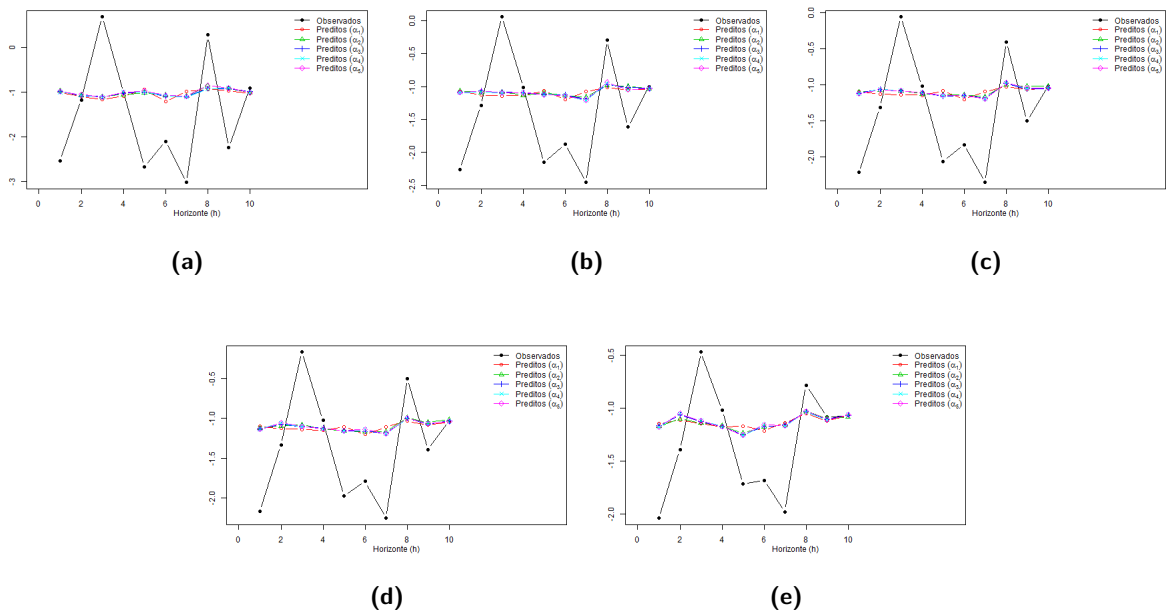 0
-1
-2
-3
0 2 4 6 8 10
Horizonte (h)
Observados
Preditos (α₁)
Preditos (α₂)
Preditos (α₃)
Preditos (α₄)
Preditos (α₅)
(a)
0.0
-0.5
-1.0
-1.5
-2.0
-2.5
0 2 4 6 8 10
Horizonte (h)
Observados
Preditos (α₁)
Preditos (α₂)
Preditos (α₃)
Preditos (α₄)
Preditos (α₅)
(b)
0.0
-0.5
-1.0
-1.5
-2.0
0 2 4 6 8 10
Horizonte (h)
Observados
Preditos (α₁)
Preditos (α₂)
Preditos (α₃)
Preditos (α₄)
Preditos (α₅)
(c)
-0.5
-1.0
-1.5
-2.0
0 2 4 6 8 10
Horizonte (h)
Observados
Preditos (α₁)
Preditos (α₂)
Preditos (α₃)
Preditos (α₄)
Preditos (α₆)
(d)
-0.5
-1.0
-1.5
-2.0
0 2 4 6 8 10
Horizonte (h)
Observados
Preditos (α₁)
Preditos (α₂)
Preditos (α₃)
Preditos (α₄)
Preditos (α₆)
(e)